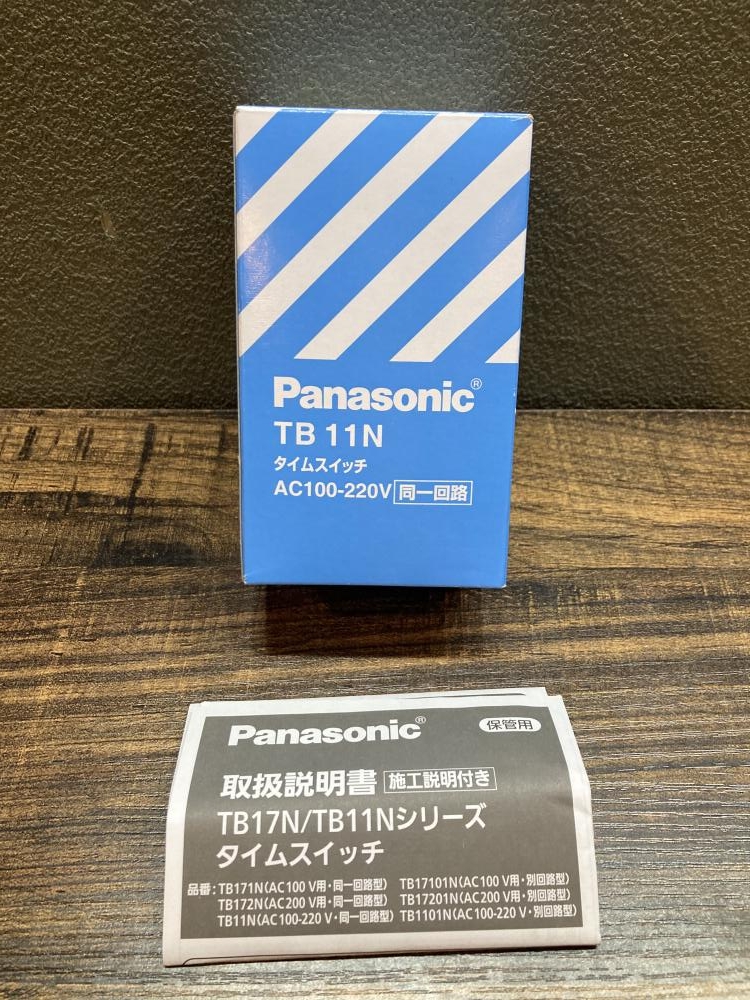 Panasonic®
TB 11N
タイムスイッチ
AC100-220V 同一回路
Panasonic®
保管用
取扱説明書 施工説明付き
TB17N/TB11Nシリーズ
タイムスイッチ
品番:TB171N(AC100 V用・同一回路型) TB17101N(AC100 V用・別回路型)
TB172N(AC200 V用・同一回路型) TB17201N(AC200 V用・別回路型)
TB11N(AC100-220 V・同一回路型) TB1101N(AC100-220 V・別回路型)